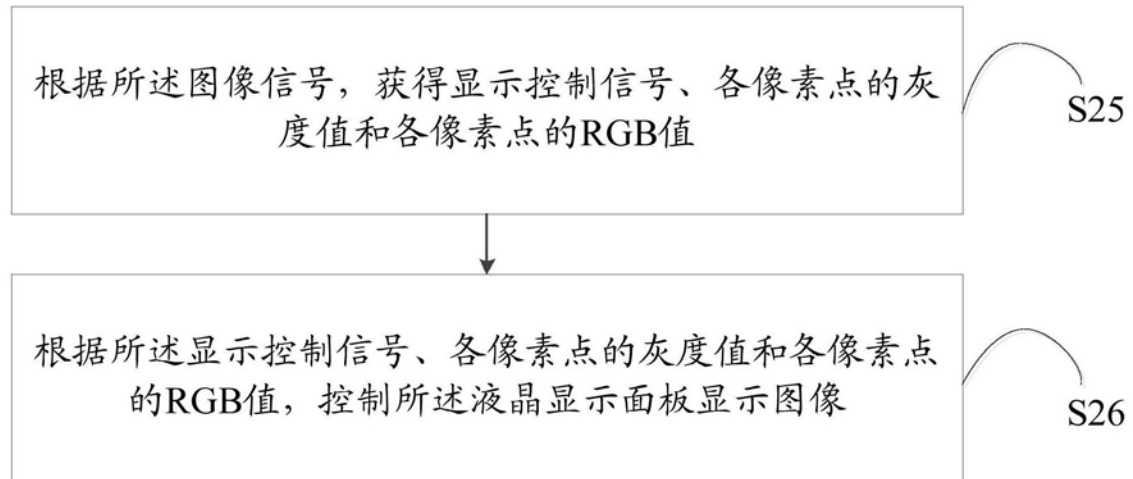 根据所述图像信号，获得显示控制信号、各像素点的灰
度值和各像素点的RGB值
S25
根据所述显示控制信号、各像素点的灰度值和各像素点
的RGB值，控制所述液晶显示面板显示图像
S26